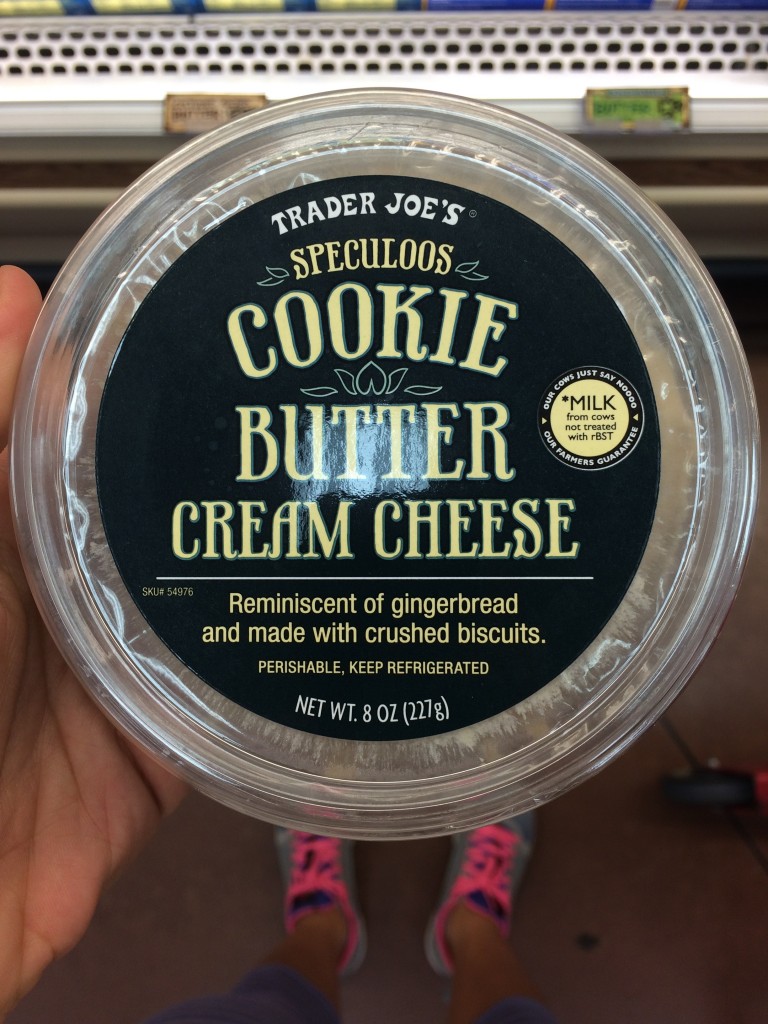 TRADER JOE'S®
SPECULOOS
COOKIE
BUTTER
CREAM CHEESE
OUR COWS JUST SAY NOOOO
*MILK
from cows
not treated
with rBST
OUR FARMERS GUARANTEE
SKU# 54976
Reminiscent of gingerbread
and made with crushed biscuits.
PERISHABLE, KEEP REFRIGERATED
NET WT. 8 OZ (227g)